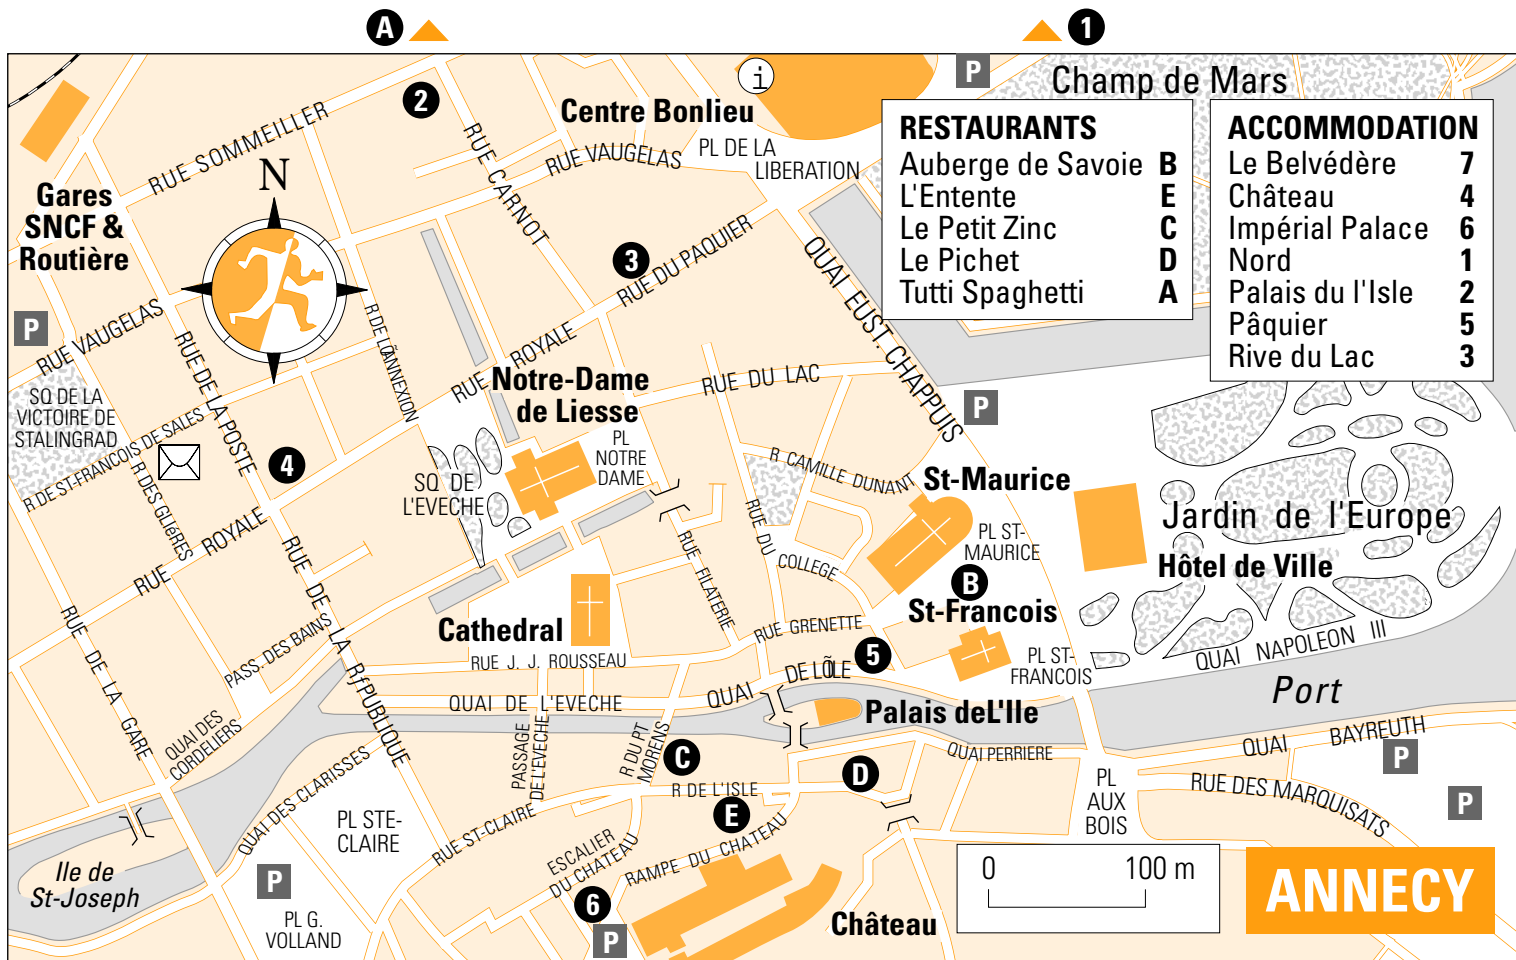 A
1
i
P
Champ de Mars
2
Centre Bonlieu
RUE SOMMEILLER
RUE CARNOT
RUE VAUGELAS
PL DE LA
LIBERATION
RESTAURANTS
Auberge de Savoie B
L'Entente E
Le Petit Zinc C
Le Pichet D
Tutti Spaghetti A
ACCOMMODATION
Le Belvédère 7
Château 4
Impérial Palace 6
Nord 1
Palais du l'Isle 2
Pâquier 5
Rive du Lac 3
N
Gares
SNCF &
Routière
P
RUE VAUGELAS
3
RUE DU PAQUIER
QUAI EUST. CHAPPUIS
RUE DE LA POSTE
R DE LÕANNEXION
RUE ROYALE
Notre-Dame
de Liesse
RUE DU LAC
P
SQ DE LA
VICTOIRE DE
STALINGRAD
R DE ST-FRANCOIS DE SALES
R DES GLIéRES
4
PL
NOTRE
DAME
SQ DE
L'EVECHE
R CAMILLE DUNANT
St-Maurice
PL ST-
MAURICE
Jardin de l'Europe
Hôtel de Ville
RUE ROYALE
RUE DE LA RƒPUBLIQUE
RUE FILATERIE
RUE DU COLLEGE
B
St-Francois
Cathedral
RUE GRENETTE
RUE DE LA GARE
PASS. DES BAINS
RUE J. J. ROUSSEAU
5
PL ST-
FRANCOIS
QUAI NAPOLEON III
QUAI DE L'EVECHE
QUAI DE LÕLE
Port
Palais deL'Ile
QUAI DES
CORDELIERS
PASSAGE
DE L'EVECHE
R DU PT
MORENS
C
QUAI PERRIERE
QUAI BAYREUTH
P
D
R DE L'ISLE
PL
AUX
BOIS
RUE DES MARQUISATS
P
QUAI DES CLARISSES
PL STE-
CLAIRE
RUE ST-CLAIRE
E
ESCALIER
DU CHATEAU
RAMPE DU CHATEAU
Ile de
St-Joseph
P
PL G.
VOLLAND
6
P
Château
0 100 m
ANNECY